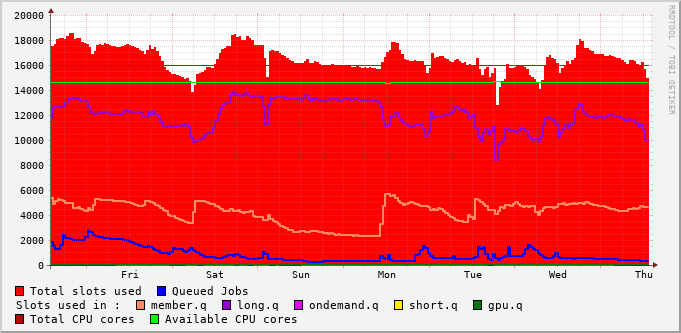 RRDTOOL / TOBI OETIKER
20000
18000
16000
14000
12000
10000
8000
6000
4000
2000
0
Fri Sat Sun Mon Tue Wed Thu
Total slots used Queued Jobs
Slots used in : member.q long.q ondemand.q short.q gpu.q
Total CPU cores Available CPU cores